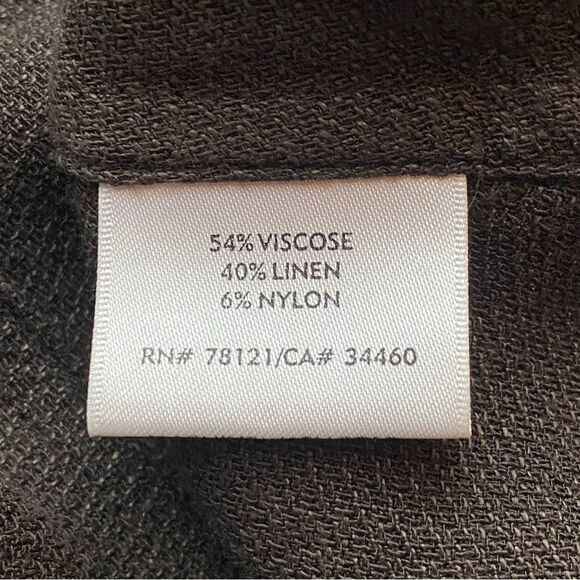 54% VISCOSE
40% LINEN
6% NYLON
RN# 78121/CA# 34460